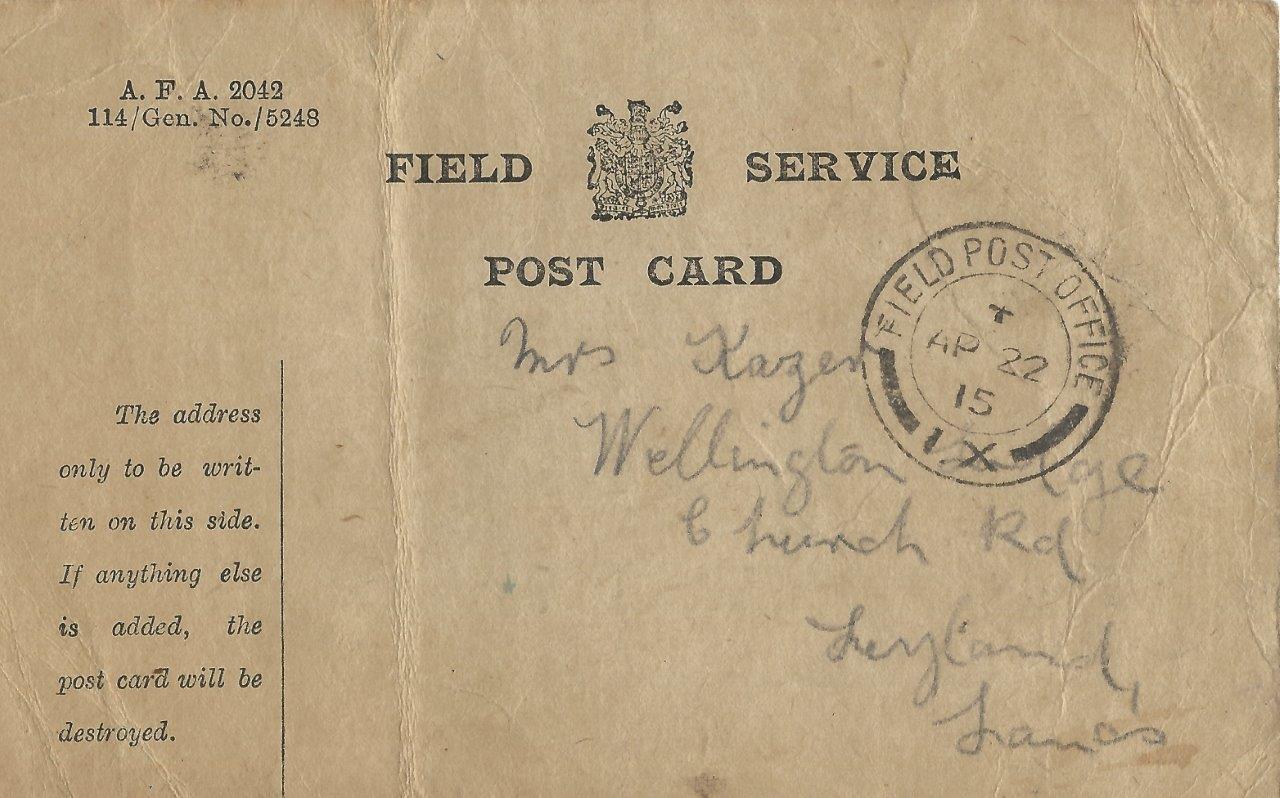 A. F. A. 2042
114/Gen. No./5248
FIELD SERVICE
POST CARD
FIELD POST OFFICE
AP 22
15
IX
Mrs
Wellington
Church Rd
Leyland,
Lancs
The address
only to be writ-
ten on this side.
If anything else
is added, the
post card will be
destroyed.